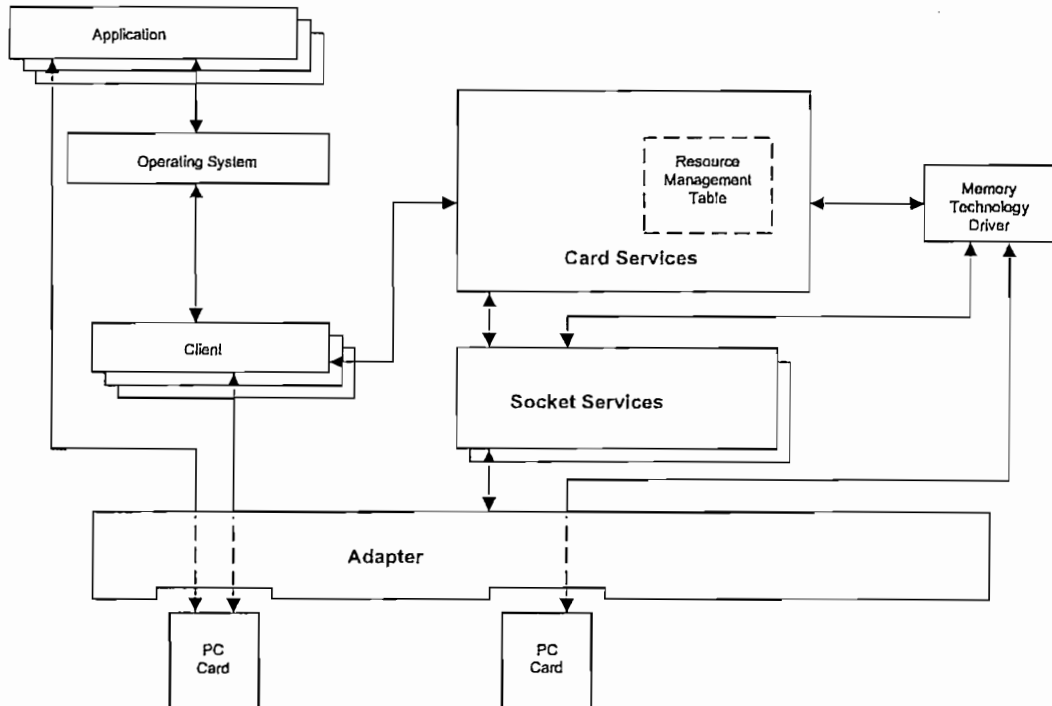 Application
Operating System
Resource
Management
Table
Memory
Technology
Driver
Card Services
Client
Socket Services
Adapter
PC
Card
PC
Card